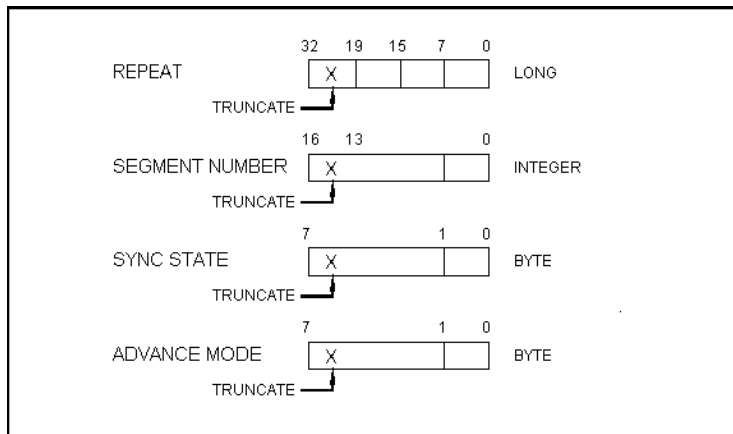 32 19 15 7 0
REPEAT X LONG
TRUNCATE
16 13 0
SEGMENT NUMBER X INTEGER
TRUNCATE
7 1 0
SYNC STATE X BYTE
TRUNCATE
7 1 0
ADVANCE MODE X BYTE
TRUNCATE